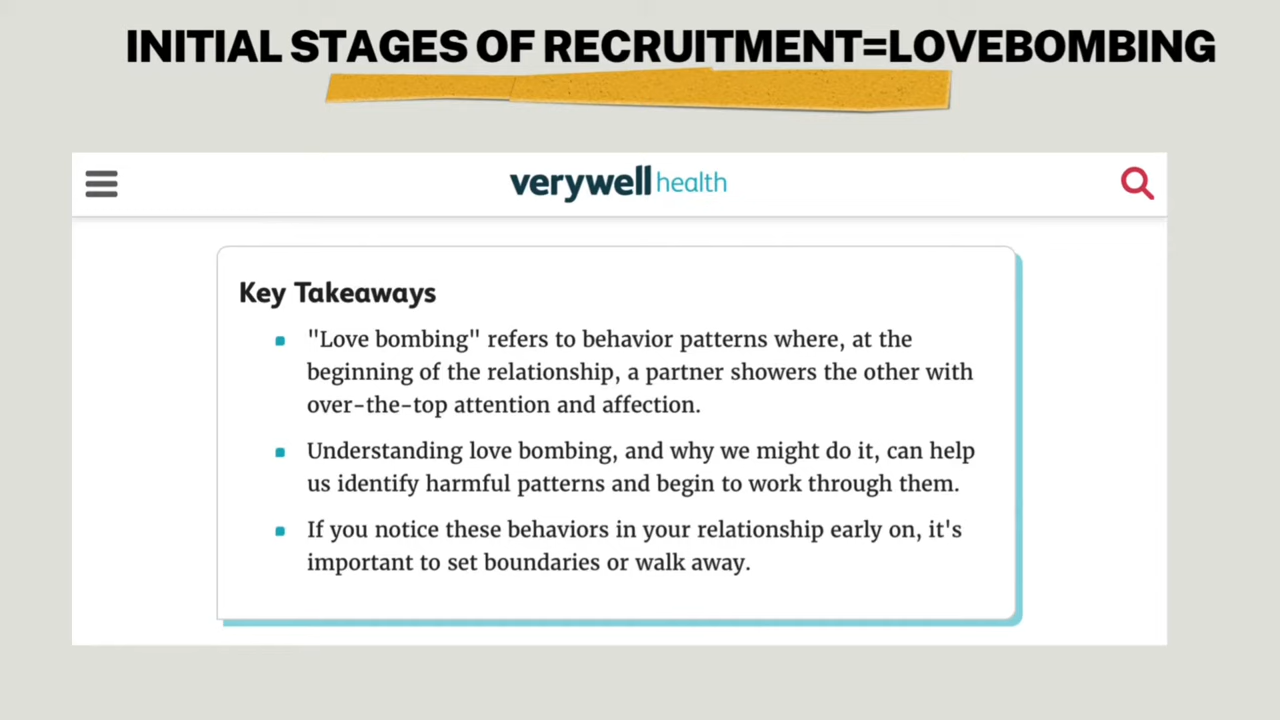 INITIAL STAGES OF RECRUITMENT=LOVEBOMBING
verywell health
Key Takeaways
"Love bombing" refers to behavior patterns where, at the
beginning of the relationship, a partner showers the other with
over-the-top attention and affection.
Understanding love bombing, and why we might do it, can help
us identify harmful patterns and begin to work through them.
If you notice these behaviors in your relationship early on, it's
important to set boundaries or walk away.